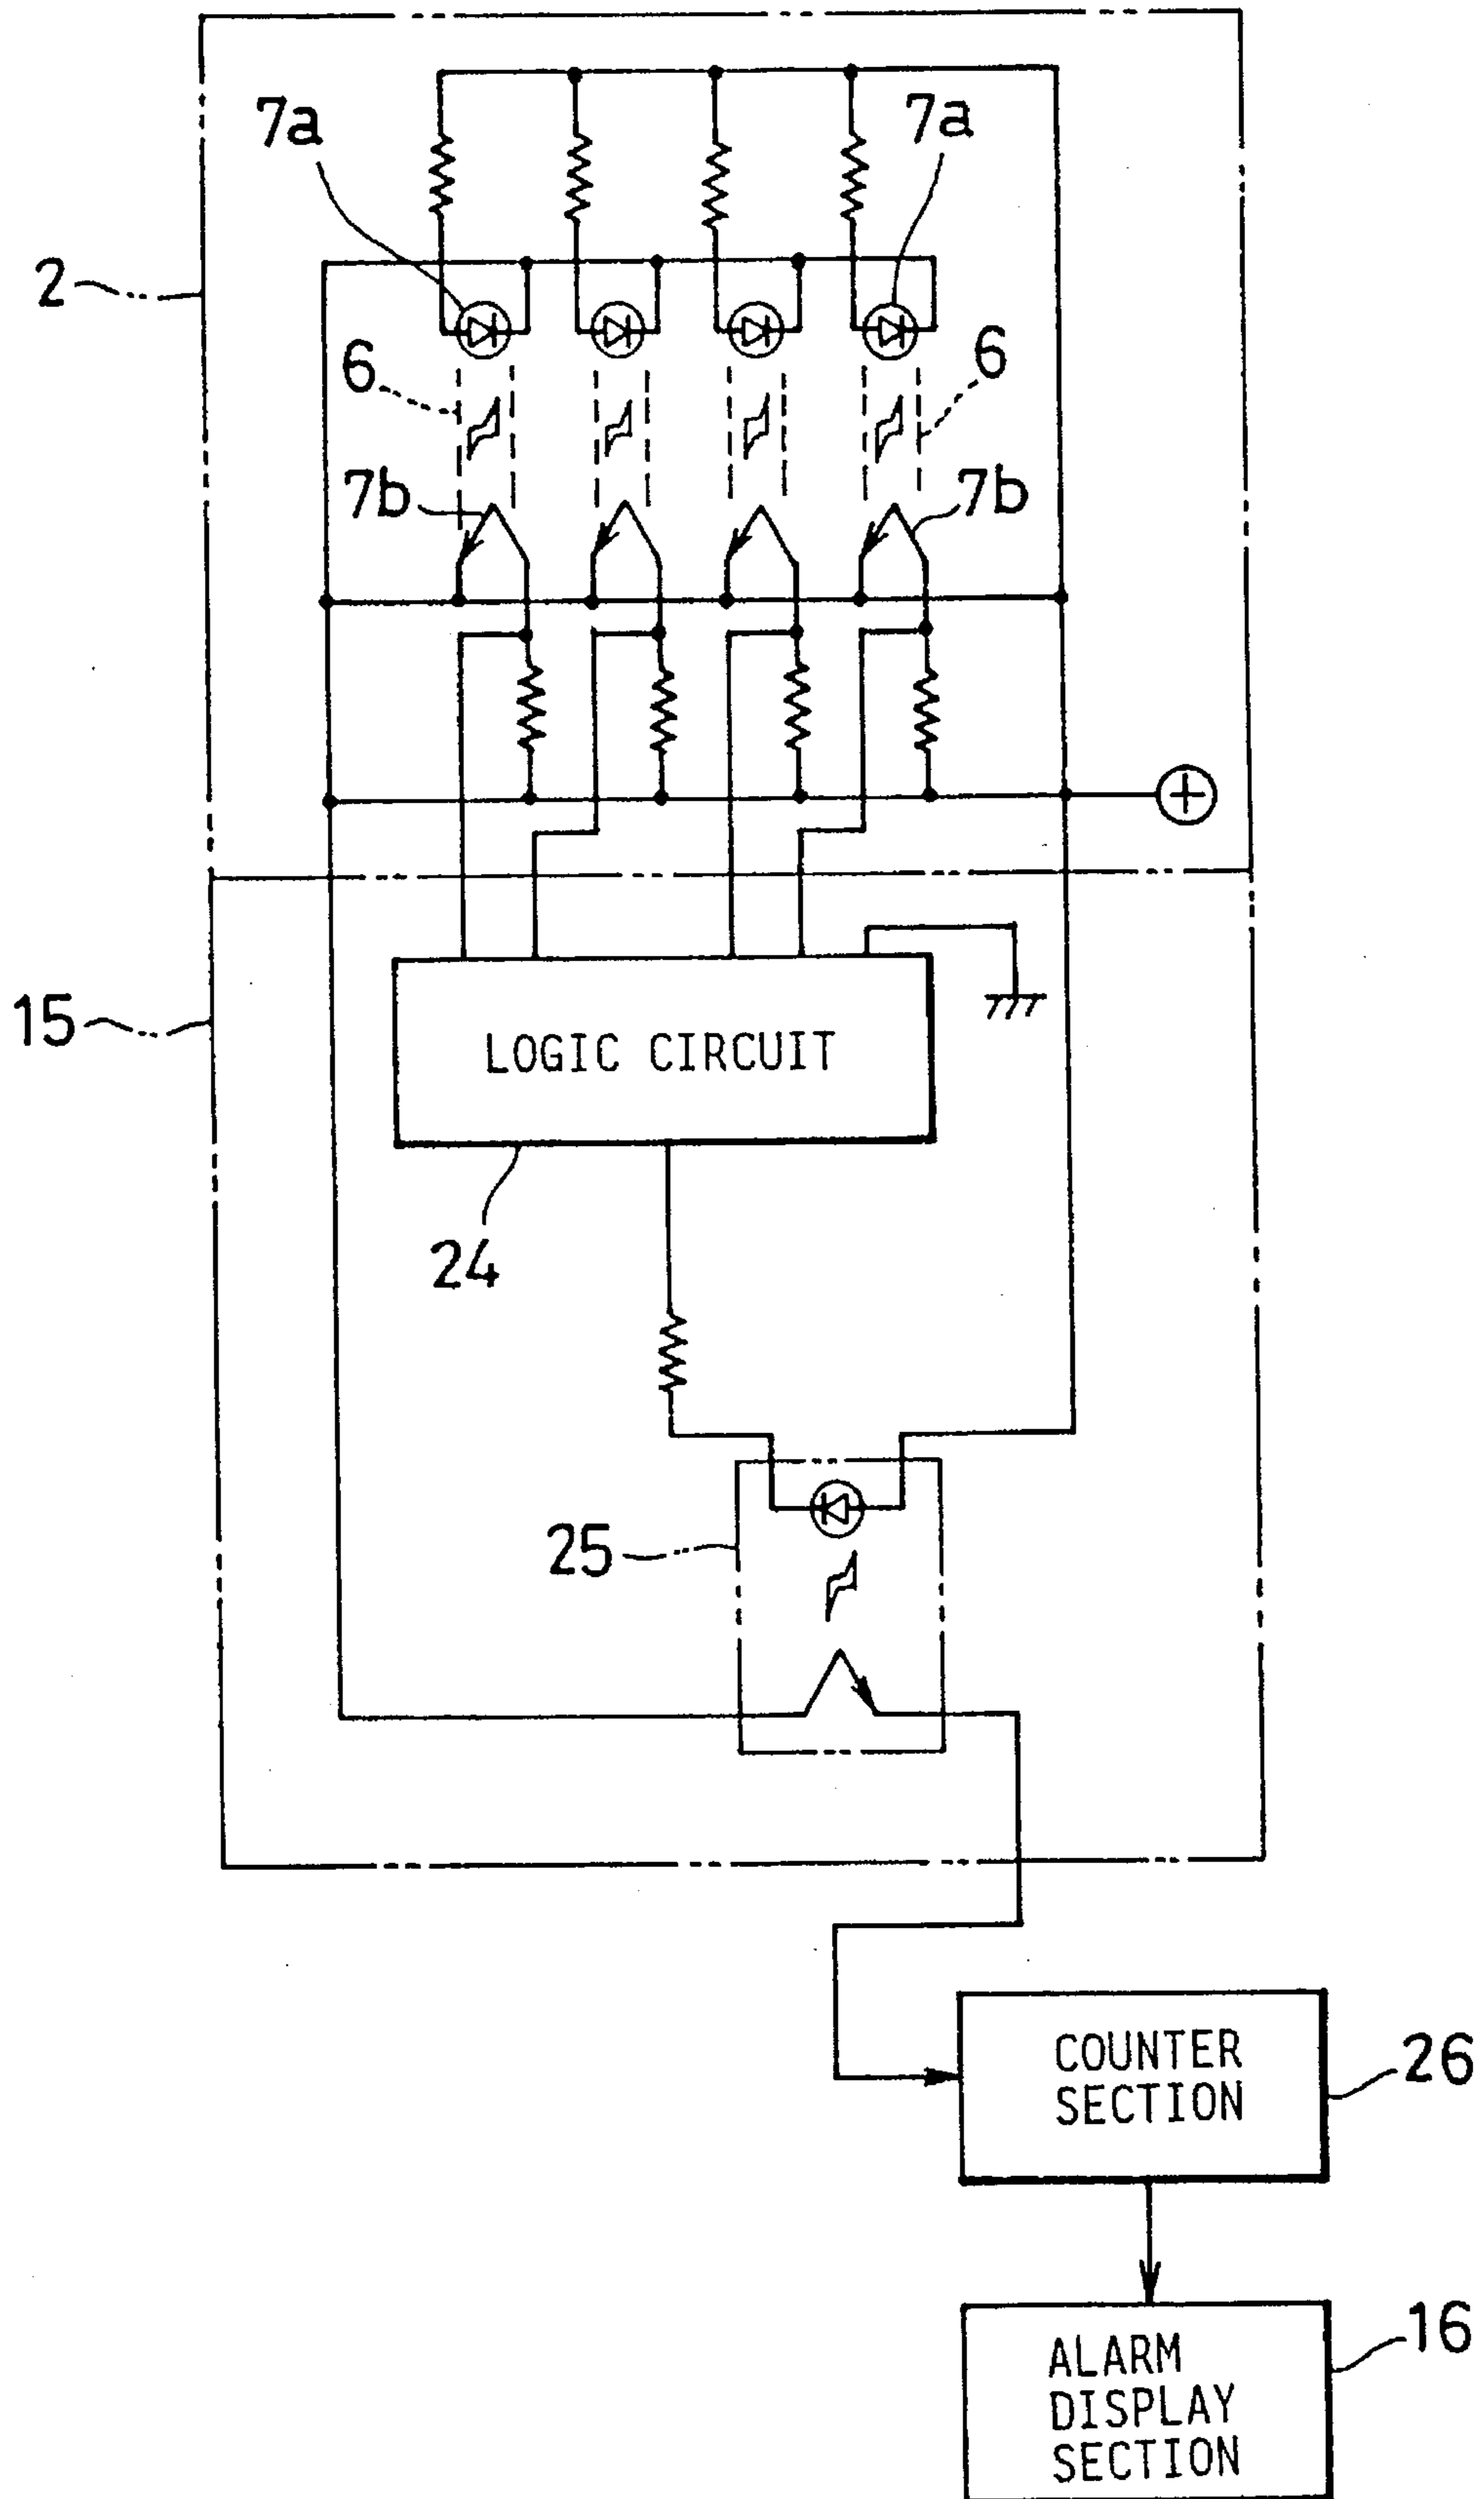 7a
7a
2
6
6
7b
7b
15
LOGIC CIRCUIT
24
25
COUNTER
SECTION
26
16
ALARM
DISPLAY
SECTION